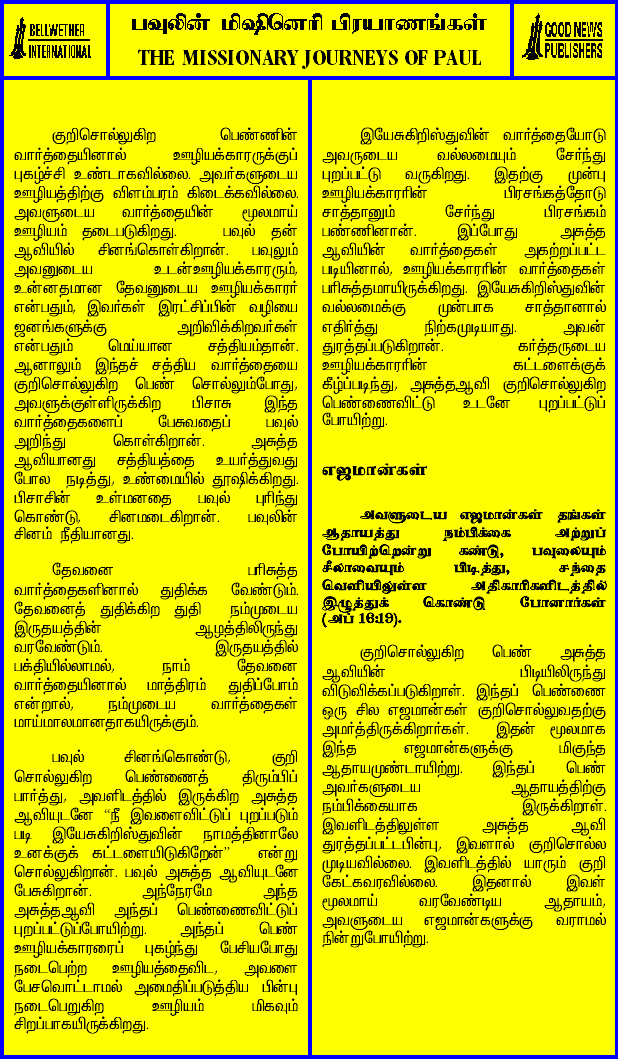 BELLWETHER
INTERNATIONAL
பவுலின் மிஷினெரி பிரயாணங்கள்
THE MISSIONARY JOURNEYS OF PAUL
GOOD NEWS
PUBLISHERS
குறிசொல்லுகிற பெண்ணின்
வார்த்தையினால் ஊழியக்காரருக்குப்
புகழ்ச்சி உண்டாகவில்லை. அவர்களுடைய
ஊழியத்திற்கு விளம்பரம் கிடைக்கவில்லை.
அவளுடைய வார்த்தையின் மூலமாய்
ஊழியம் தடைபடுகிறது. பவுல் தன்
ஆவியில் சினங்கொள்கிறான். பவுலும்
அவனுடைய உடன்ஊழியக்காரரும்,
உன்னதமான தேவனுடைய ஊழியக்காரர்
என்பதும், இவர்கள் இரட்சிப்பின் வழியை
ஜனங்களுக்கு அறிவிக்கிறவர்கள்
என்பதும் மெய்யான சத்தியம்தான்.
ஆனாலும் இந்தச் சத்திய வார்த்தையை
குறிசொல்லுகிற பெண் சொல்லும்போது,
அவளுக்குள்ளிருக்கிற பிசாசு இந்த
வார்த்தைகளைப் பேசுவதைப் பவுல்
அறிந்து கொள்கிறான். அசுத்த
ஆவியானது சத்தியத்தை உயர்த்துவது
போல நடித்து, உண்மையில் தூஷிக்கிறது.
பிசாசின் உள்மனதை பவுல் புரிந்து
கொண்டு, சினமடைகிறான். பவுலின்
சினம் நீதியானது.
தேவனை பரிசுத்த
வார்த்தைகளினால் துதிக்க வேண்டும்.
தேவனைத் துதிக்கிற துதி நம்முடைய
இருதயத்தின் ஆழத்திலிருந்து
வரவேண்டும். இருதயத்தில்
பக்தியில்லாமல், நாம் தேவனை
வார்த்தையினால் மாத்திரம் துதிப்போம்
என்றால், நம்முடைய வார்த்தைகள்
மாய்மாலமானதாகயிருக்கும்.
பவுல் சினங்கொண்டு, குறி
சொல்லுகிற பெண்ணைத் திரும்பிப்
பார்த்து, அவளிடத்தில் இருக்கிற அசுத்த
ஆவியுடனே “நீ இவளைவிட்டுப் புறப்படும்
படி இயேசுகிறிஸ்துவின் நாமத்தினாலே
உனக்குக் கட்டளையிடுகிறேன்” என்று
சொல்லுகிறான். பவுல் அசுத்த ஆவியுடனே
பேசுகிறான். அந்நேரமே அந்த
அசுத்தஆவி அந்தப் பெண்ணைவிட்டுப்
புறப்பட்டுப்போயிற்று. அந்தப் பெண்
ஊழியக்காரரைப் புகழ்ந்து பேசியபோது
நடைபெற்ற ஊழியத்தைவிட, அவளை
பேசவொட்டாமல் அமைதிப்படுத்திய பின்பு
நடைபெறுகிற ஊழியம் மிகவும்
சிறப்பாகயிருக்கிறது.
இயேசுகிறிஸ்துவின் வார்த்தையோடு
அவருடைய வல்லமையும் சேர்ந்து
புறப்பட்டு வருகிறது. இதற்கு முன்பு
ஊழியக்காரரின் பிரசங்கத்தோடு
சாத்தானும் சேர்ந்து பிரசங்கம்
பண்ணினான். இப்போது அசுத்த
ஆவியின் வார்த்தைகள் அகற்றப்பட்ட
படியினால், ஊழியக்காரரின் வார்த்தைகள்
பரிசுத்தமாயிருக்கிறது. இயேசுகிறிஸ்துவின்
வல்லமைக்கு முன்பாக சாத்தானால்
எதிர்த்து நிற்கமுடியாது. அவன்
துரத்தப்படுகிறான். கர்த்தருடைய
ஊழியக்காரரின் கட்டளைக்குக்
கீழ்ப்படிந்து, அசுத்தஆவி குறிசொல்லுகிற
பெண்ணைவிட்டு உடனே புறப்பட்டுப்
போயிற்று.
எஜமான்கள்
அவளுடைய எஜமான்கள் தங்கள்
ஆதாயத்து நம்பிக்கை அற்றுப்
போயிற்றென்று கண்டு, பவுலையும்
சீலாவையும் பிடித்து, சந்தை
வெளியிலுள்ள அதிகாரிகளிடத்தில்
இழுத்துக் கொண்டு போனார்கள்
(அப் 16:19).
குறிசொல்லுகிற பெண் அசுத்த
ஆவியின் பிடியிலிருந்து
விடுவிக்கப்படுகிறாள். இந்தப் பெண்ணை
ஒரு சில எஜமான்கள் குறிசொல்லுவதற்கு
அமர்த்திருக்கிறார்கள். இதன் மூலமாக
இந்த எஜமான்களுக்கு மிகுந்த
ஆதாயமுண்டாயிற்று. இந்தப் பெண்
அவர்களுடைய ஆதாயத்திற்கு
நம்பிக்கையாக இருக்கிறாள்.
இவளிடத்திலுள்ள அசுத்த ஆவி
துரத்தப்பட்டபின்பு, இவளால் குறிசொல்ல
முடியவில்லை. இவளிடத்தில் யாரும் குறி
கேட்கவரவில்லை. இதனால் இவள்
மூலமாய் வரவேண்டிய ஆதாயம்,
அவளுடைய எஜமான்களுக்கு வராமல்
நின்றுபோயிற்று.